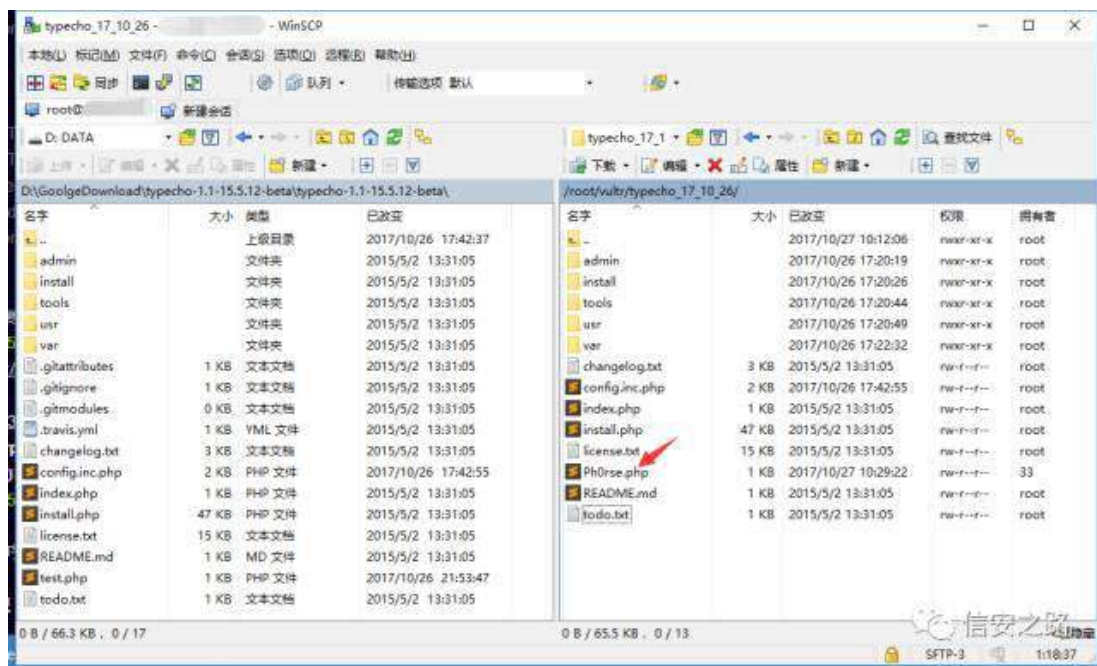 typecho_17_10_26 - - WinSCP
本地(L) 标记(M) 文件(F) 命令(C) 会话(S) 选项(O) 远程(R) 帮助(H)
同步 队列 传输选项 默认
root@ 新建会话
D: DATA typecho_17_1 查找文件
上传 编辑 属性 新建 下载 编辑 属性 新建
D:\GoolgeDownload\typecho-1.1-15.5.12-beta\typecho-1.1-15.5.12-beta\ /root/vultr/typecho_17_10_26/
名字 大小 类型 已改变 名字 大小 已改变 权限 拥有者
.. 上级目录 2017/10/26 17:42:37 .. 2017/10/27 10:12:06 rwxr-xr-x root
admin 文件夹 2015/5/2 13:31:05 admin 2017/10/26 17:20:19 rwxr-xr-x root
install 文件夹 2015/5/2 13:31:05 install 2017/10/26 17:20:26 rwxr-xr-x root
tools 文件夹 2015/5/2 13:31:05 tools 2017/10/26 17:20:44 rwxr-xr-x root
usr 文件夹 2015/5/2 13:31:05 usr 2017/10/26 17:20:49 rwxr-xr-x root
var 文件夹 2015/5/2 13:31:05 var 2017/10/26 17:22:32 rwxr-xr-x root
.gitattributes 1 KB 文本文档 2015/5/2 13:31:05 changelog.txt 3 KB 2015/5/2 13:31:05 rw-r--r-- root
.gitignore 1 KB 文本文档 2015/5/2 13:31:05 config.inc.php 2 KB 2017/10/26 17:42:55 rw-r--r-- root
.gitmodules 0 KB 文本文档 2015/5/2 13:31:05 index.php 1 KB 2015/5/2 13:31:05 rw-r--r-- root
.travis.yml 1 KB YML 文件 2015/5/2 13:31:05 install.php 47 KB 2015/5/2 13:31:05 rw-r--r-- root
changelog.txt 3 KB 文本文档 2015/5/2 13:31:05 license.txt 15 KB 2015/5/2 13:31:05 rw-r--r-- root
config.inc.php 2 KB PHP 文件 2017/10/26 17:42:55 Ph0rse.php 1 KB 2017/10/27 10:29:22 rw-r--r-- 33
index.php 1 KB PHP 文件 2015/5/2 13:31:05 README.md 1 KB 2015/5/2 13:31:05 rw-r--r-- root
install.php 47 KB PHP 文件 2015/5/2 13:31:05 todo.txt 1 KB 2015/5/2 13:31:05 rw-r--r-- root
license.txt 15 KB 文本文档 2015/5/2 13:31:05
README.md 1 KB MD 文件 2015/5/2 13:31:05
test.php 1 KB PHP 文件 2017/10/26 21:53:47
todo.txt 1 KB 文本文档 2015/5/2 13:31:05
0 B / 66.3 KB, 0 / 17 0 B / 65.5 KB, 0 / 13
信安之路
SFTP-3 1:18:37